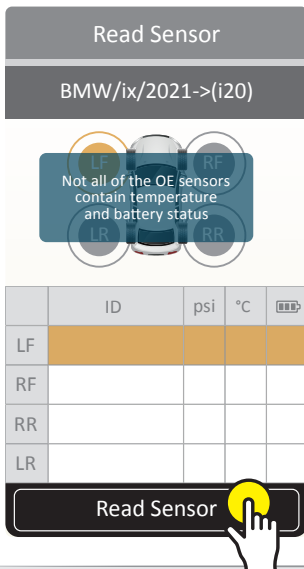 Read Sensor
BMW/ix/2021->(i20)
LF RF
Not all of the OE sensors
contain temperature
and battery status
LR RR
ID psi °C
LF
RF
RR
LR
Read Sensor